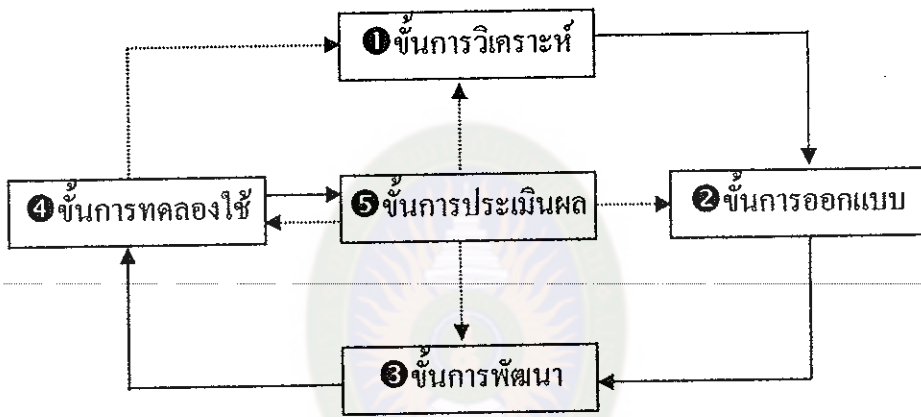 ❶ขั้นการวิเคราะห์
❹ขั้นการทดลองใช้
❺ขั้นการประเมินผล
❷ขั้นการออกแบบ
❸ขั้นการพัฒนา